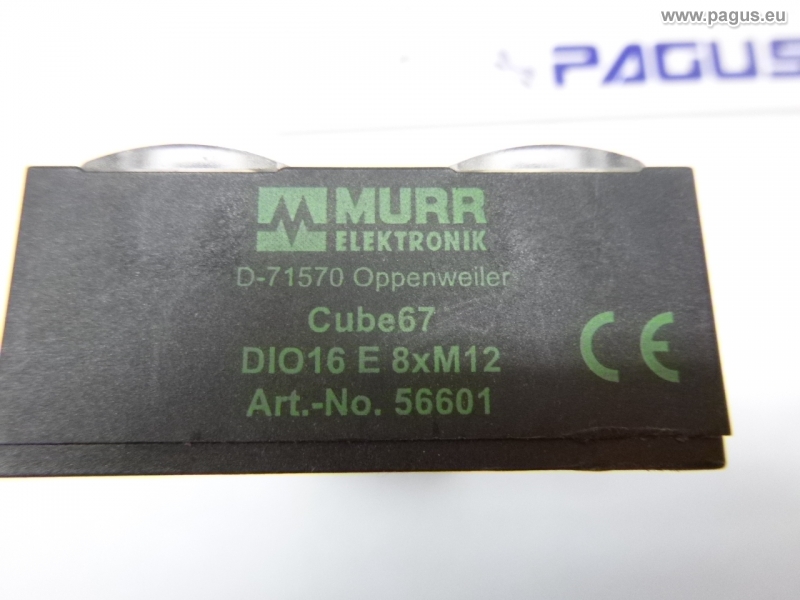 www.pagus.eu
PAGUS
MURR
ELEKTRONIK
D-71570 Oppenweiler
Cube67
DIO16 E 8xM12
Art.-No. 56601
CE